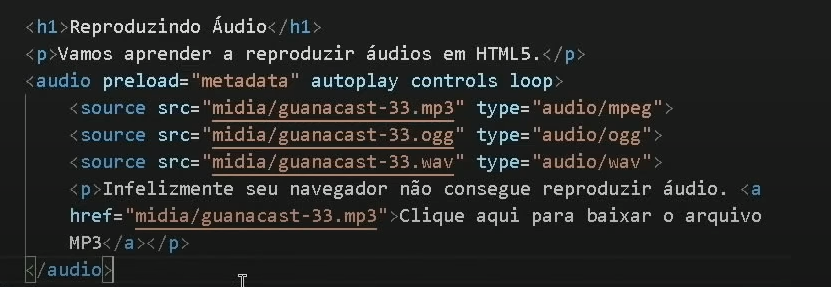 <h1>Reproduzindo Áudio</h1>
<p>Vamos aprender a reproduzir áudios em HTML5.</p>
<audio preload="metadata" autoplay controls loop>
<source src="midia/guanacast-33.mp3" type="audio/mpeg">
<source src="midia/guanacast-33.ogg" type="audio/ogg">
<source src="midia/guanacast-33.wav" type="audio/wav">
<p>Infelizmente seu navegador não consegue reproduzir áudio. <a
href="midia/guanacast-33.mp3">Clique aqui para baixar o arquivo
MP3</a></p>
</audio>